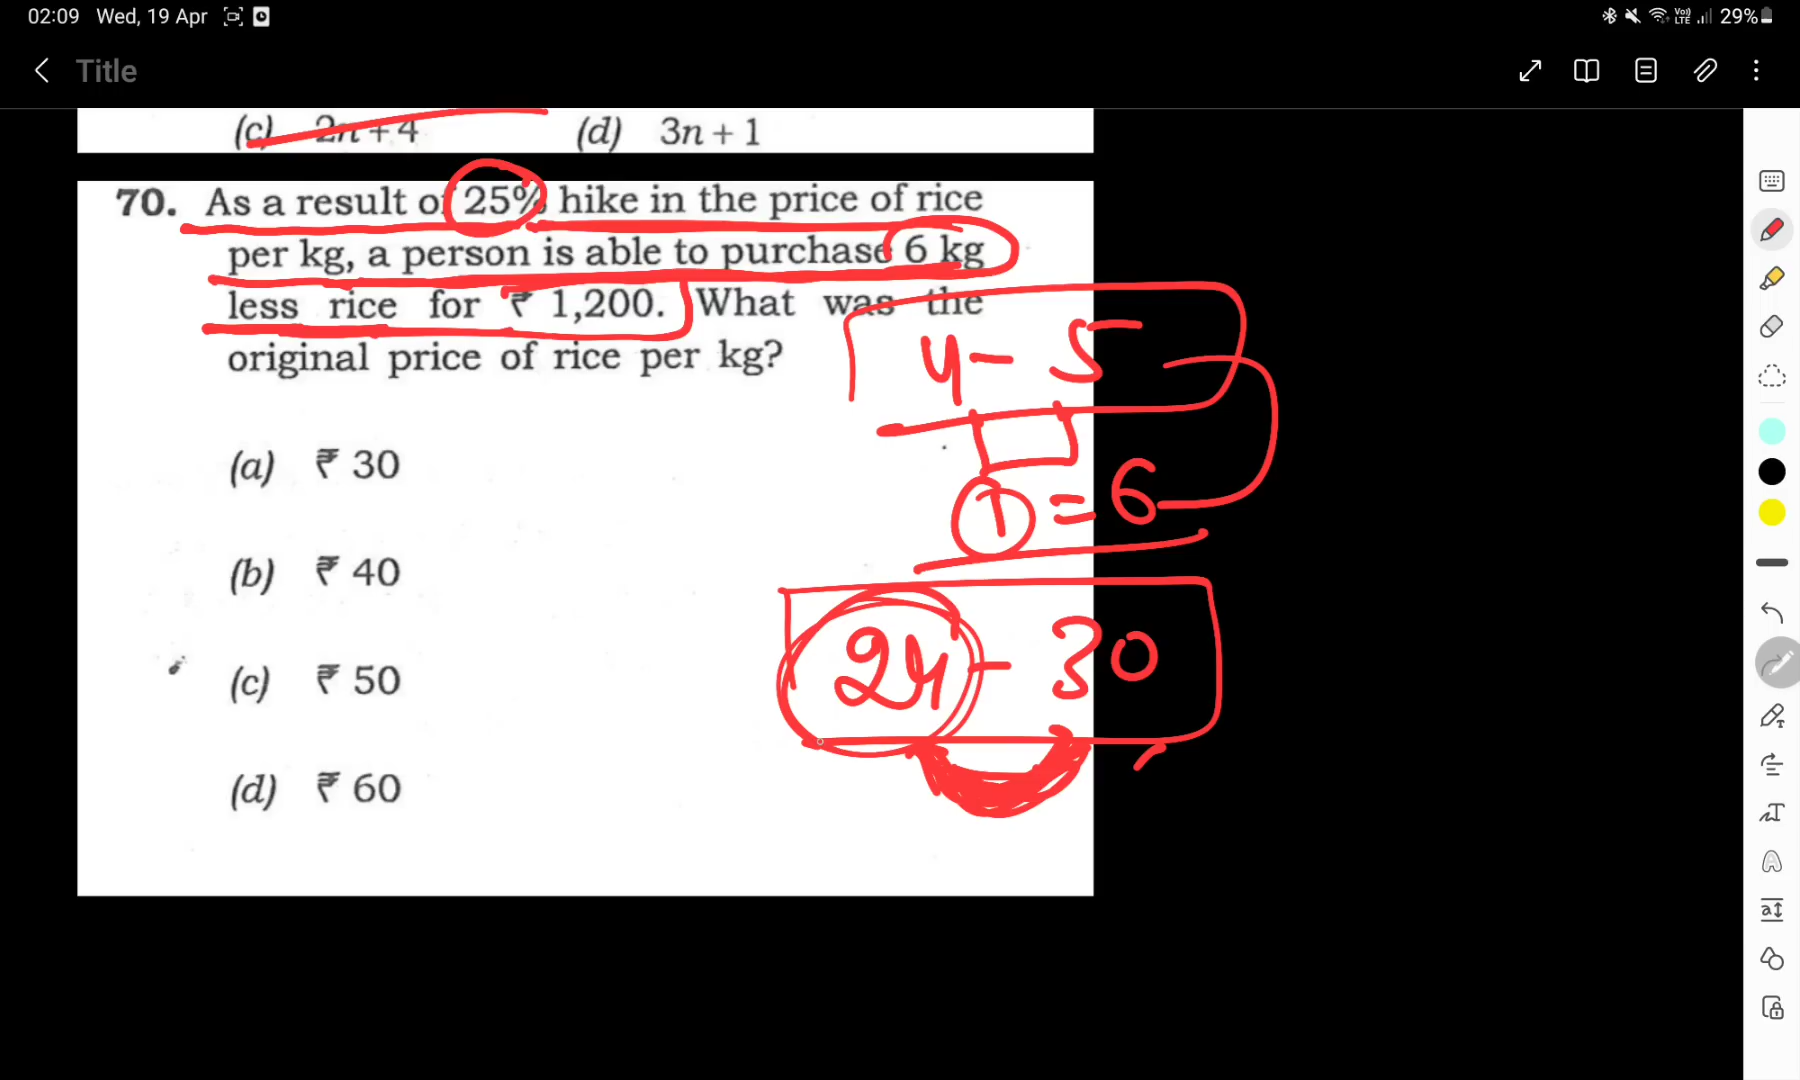 02:09 Wed, 19 Apr
Vo)) LTE 29%
Title
(c) 2n + 4 (d) 3n + 1
70. As a result of 25% hike in the price of rice
per kg, a person is able to purchase 6 kg
less rice for ₹ 1,200. What was the
original price of rice per kg?
4 - 5
1 = 6
24 - 30
(a) ₹ 30
(b) ₹ 40
(c) ₹ 50
(d) ₹ 60